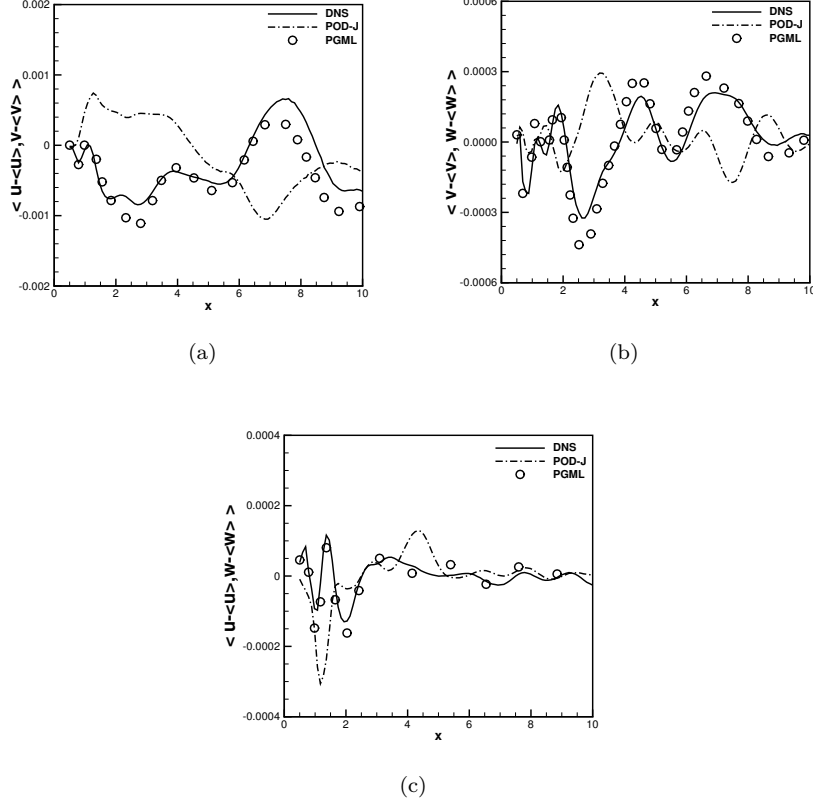 0.002
0.001
0
-0.001
-0.002
< u-<u>,v-<v> >
DNS
POD-J
PGML
0 2 4 6 8 10
x
(a)
0.0006
0.0003
0.0000
-0.0003
-0.0006
< v-<v>, w-<w> >
DNS
POD-J
PGML
0 2 4 6 8 10
x
(b)
0.0004
0.0002
0
-0.0002
-0.0004
< u-<u>,w-<w> >
DNS
POD-J
PGML
0 2 4 6 8 10
x
(c)